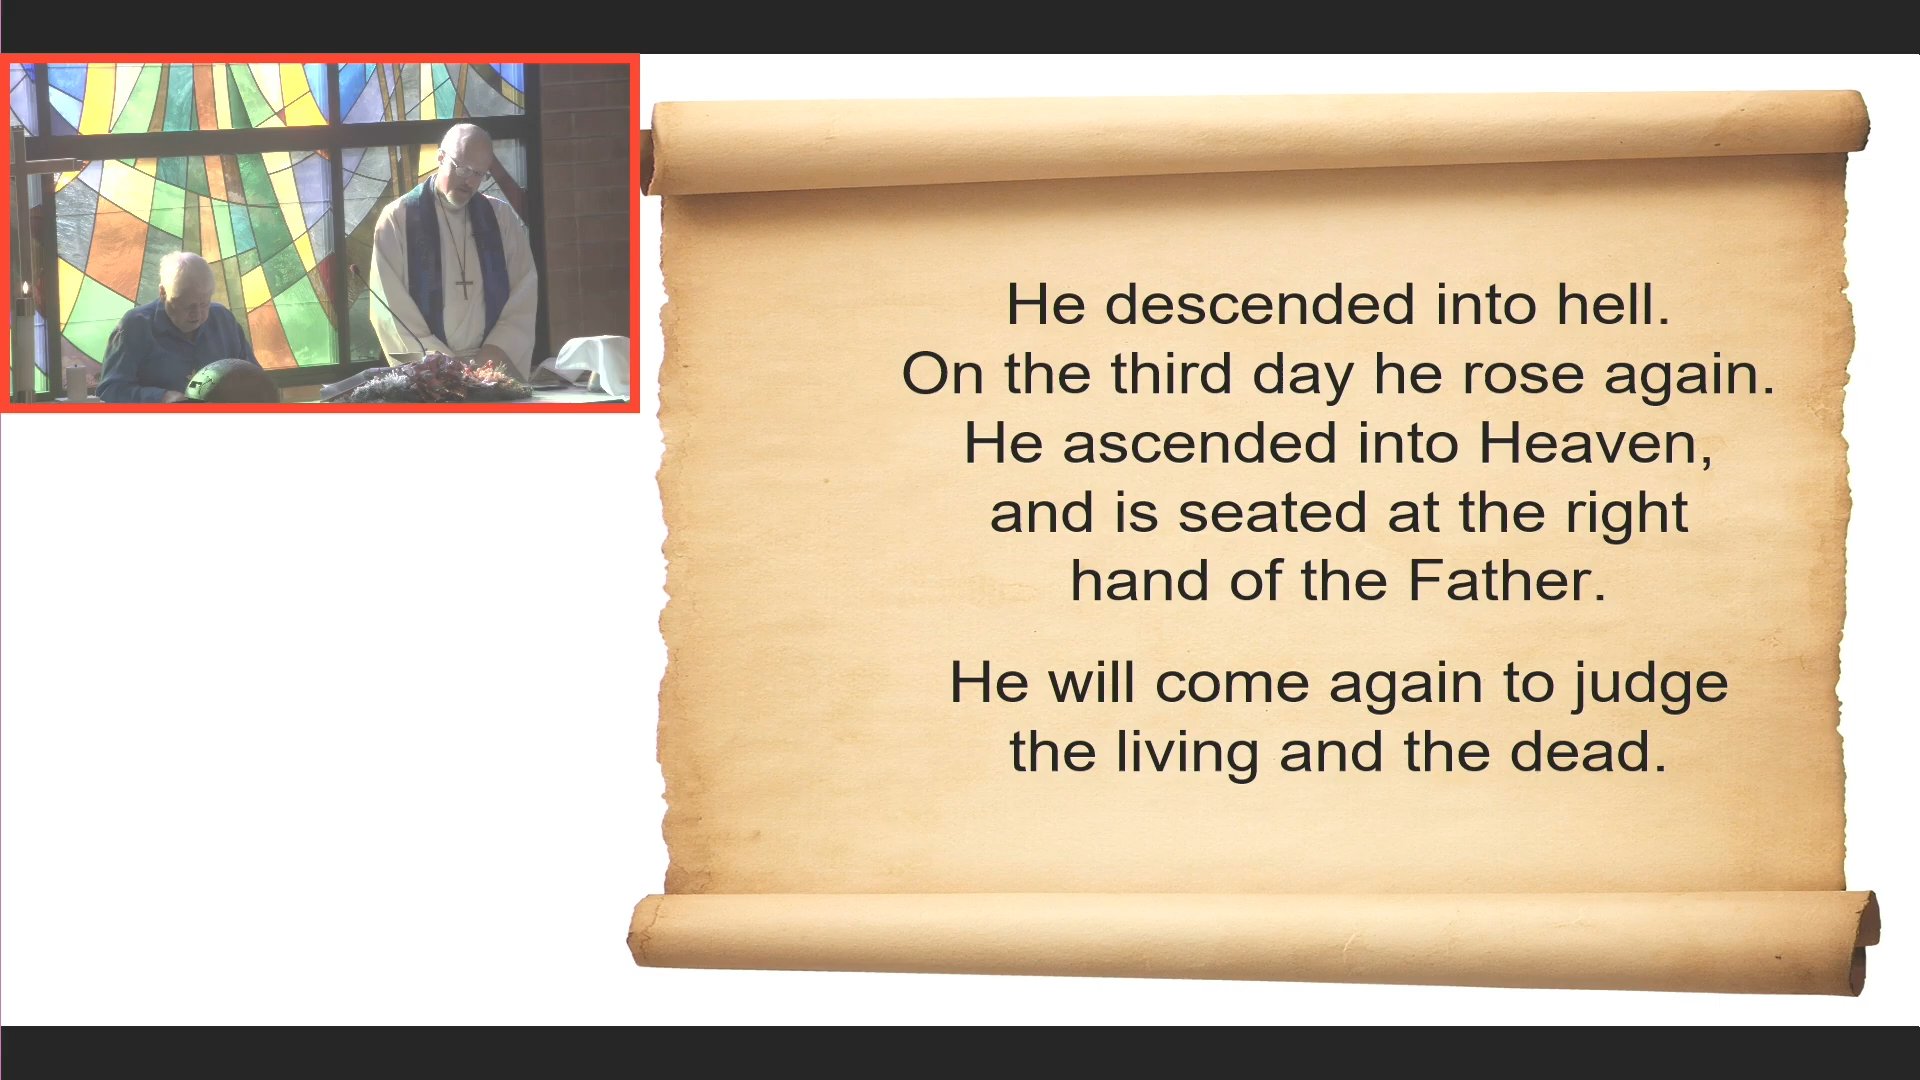 He descended into hell.
On the third day he rose again.
He ascended into Heaven,
and is seated at the right
hand of the Father.
He will come again to judge
the living and the dead.